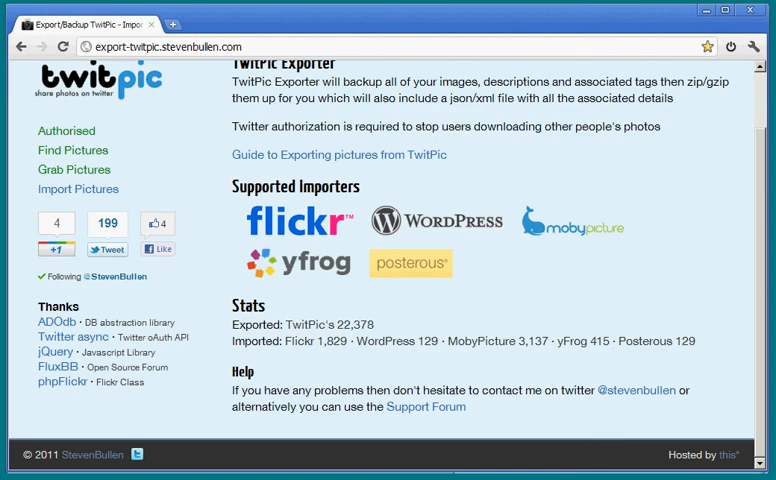 Export/Backup TwitPic - Impor
export-twitpic.stevenbullen.com
twitpic
share photos on twitter
Authorised
Find Pictures
Grab Pictures
Import Pictures
4
199
4
+1
Tweet
Like
Following @StevenBullen
Thanks
ADOdb · DB abstraction library
Twitter async · Twitter oAuth API
jQuery · Javascript Library
FluxBB · Open Source Forum
phpFlickr · Flickr Class
TwitPic Exporter
TwitPic Exporter will backup all of your images, descriptions and associated tags then zip/gzip
them up for you which will also include a json/xml file with all the associated details
Twitter authorization is required to stop users downloading other people's photos
Guide to Exporting pictures from TwitPic
Supported Importers
flickr™
WORDPRESS
mobypicture
yfrog
posterous
Stats
Exported: TwitPic's 22,378
Imported: Flickr 1,829 · WordPress 129 · MobyPicture 3,137 · yFrog 415 · Posterous 129
Help
If you have any problems then don't hesitate to contact me on twitter @stevenbullen or
alternatively you can use the Support Forum
© 2011 StevenBullen
Hosted by this°